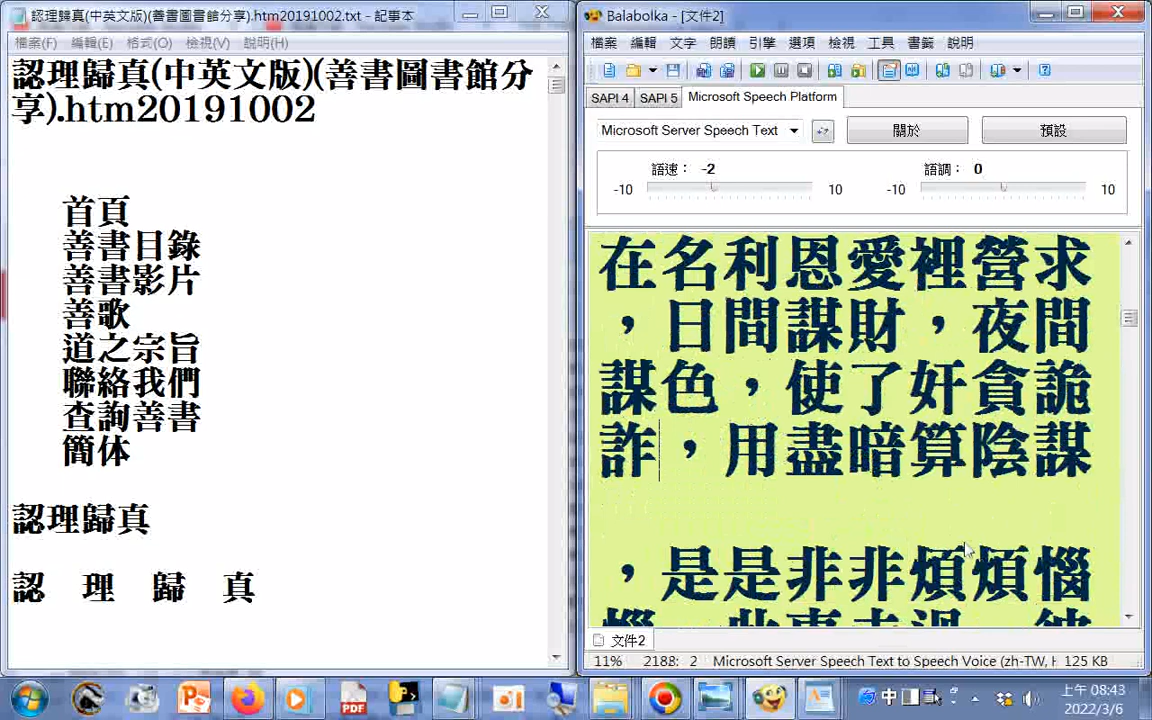 認理歸真(中英文版)(善書圖書館分享).htm20191002.txt - 記事本
檔案(F) 編輯(E) 格式(O) 檢視(V) 說明(H)
認理歸真(中英文版)(善書圖書館分
享).htm20191002
首頁
善書目錄
善書影片
善歌
道之宗旨
聯絡我們
查詢善書
簡体
認理歸真
認 理 歸 真
Balabolka - [文件2]
檔案 編輯 文字 朗讀 引擎 選項 檢視 工具 書籤 說明
SAPI 4 SAPI 5 Microsoft Speech Platform
Microsoft Server Speech Text 關於 預設
語速： -2 語調： 0
-10 10 -10 10
在名利恩愛裡營求
，日間謀財，夜間
謀色，使了奸貪詭
詐，用盡暗算陰謀
，是是非非煩煩惱
文件2
11% 2188: 2 Microsoft Server Speech Text to Speech Voice (zh-TW, H 125 KB
中
上午 08:43
2022/3/6